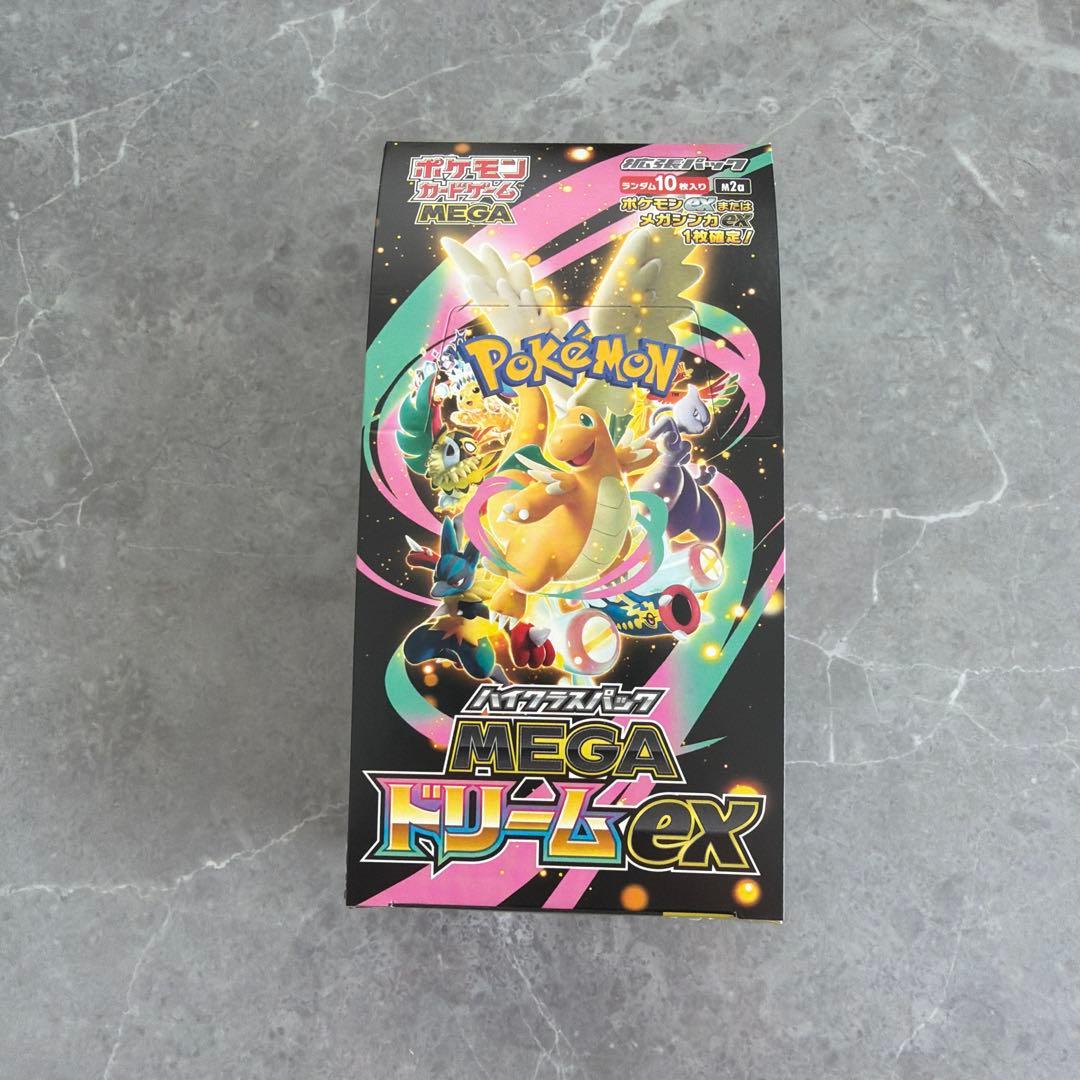 ポケモン
カードゲーム
MEGA
拡張パック
ランダム10枚入り M2a
ポケモンexまたは
メガシンカex
1枚確定!
POKéMON
TM
ハイクラスパック
MEGA
ドリームex